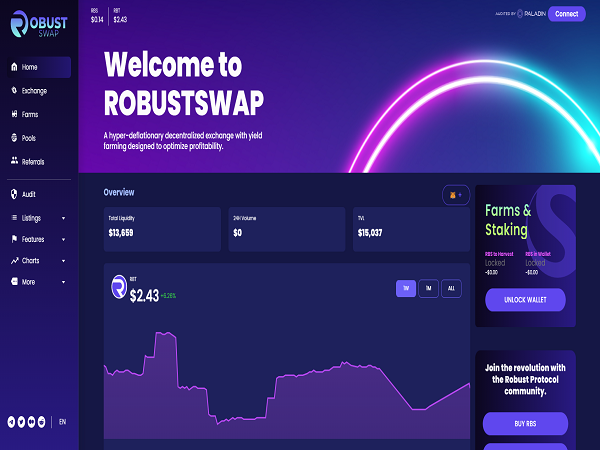 ROBUST
SWAP
Home
Exchange
Farms
Pools
Referrals
Audit
Listings
Features
Charts
More
EN
RBS
$0.14
RBT
$2.43
AUDITED BY PALADIN
Connect
Welcome to
ROBUSTSWAP
A hyper-deflationary decentralized exchange with yield
farming designed to optimize profitability.
Overview
Total Liquidity
$13,659
24H Volume
$0
TVL
$15,037
RBT
$2.43 +6.26%
1W
1M
ALL
Farms &
Staking
RBS to Harvest
Locked
~$0.00
RBS in Wallet
Locked
~$0.00
UNLOCK WALLET
Join the revolution with
the Robust Protocol
community.
BUY RBS